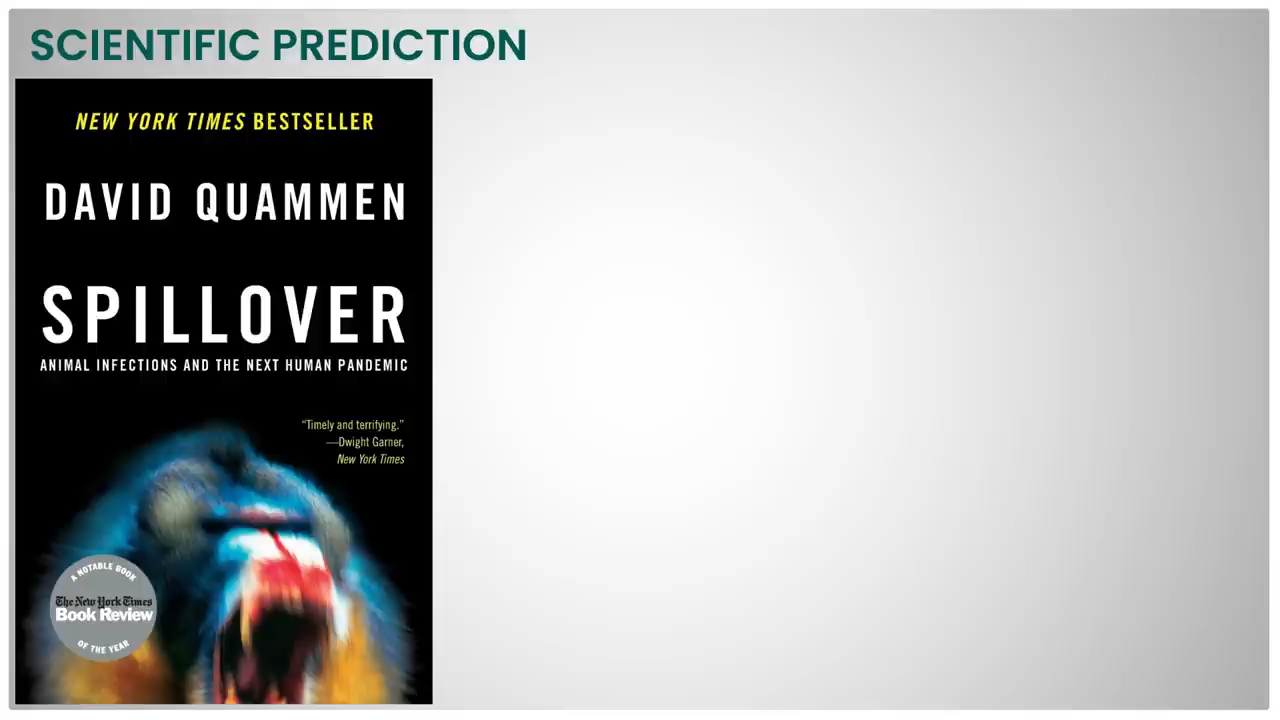 SCIENTIFIC PREDICTION
NEW YORK TIMES BESTSELLER
DAVID QUAMMEN
SPILLOVER
ANIMAL INFECTIONS AND THE NEXT HUMAN PANDEMIC
“Timely and terrifying.”
—Dwight Garner,
New York Times
A NOTABLE BOOK
The New York Times
Book Review
OF THE YEAR